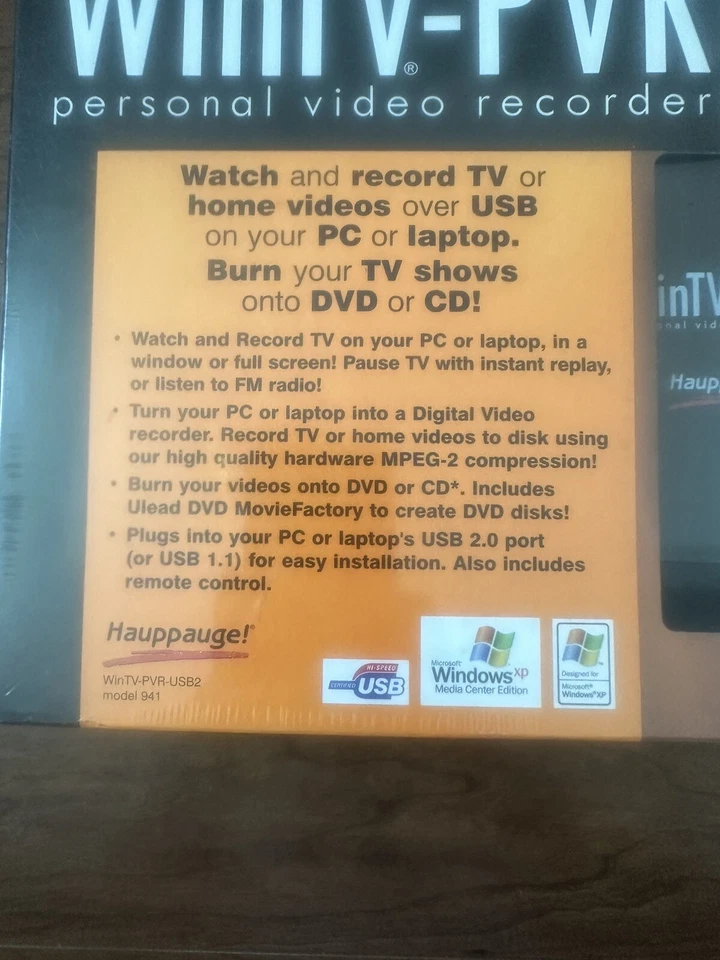 WinTV-PVR
®
personal video recorder
Watch and record TV or
home videos over USB
on your PC or laptop.
Burn your TV shows
onto DVD or CD!
• Watch and Record TV on your PC or laptop, in a
window or full screen! Pause TV with instant replay,
or listen to FM radio!
• Turn your PC or laptop into a Digital Video
recorder. Record TV or home videos to disk using
our high quality hardware MPEG-2 compression!
• Burn your videos onto DVD or CD*. Includes
Ulead DVD MovieFactory to create DVD disks!
• Plugs into your PC or laptop's USB 2.0 port
(or USB 1.1) for easy installation. Also includes
remote control.
Hauppauge!®
WinTV-PVR-USB2
model 941
HI-SPEED
CERTIFIED USB
Microsoft
Windows xp
Media Center Edition
Designed for
Microsoft®
Windows®XP
inTV
nal vid
Haup